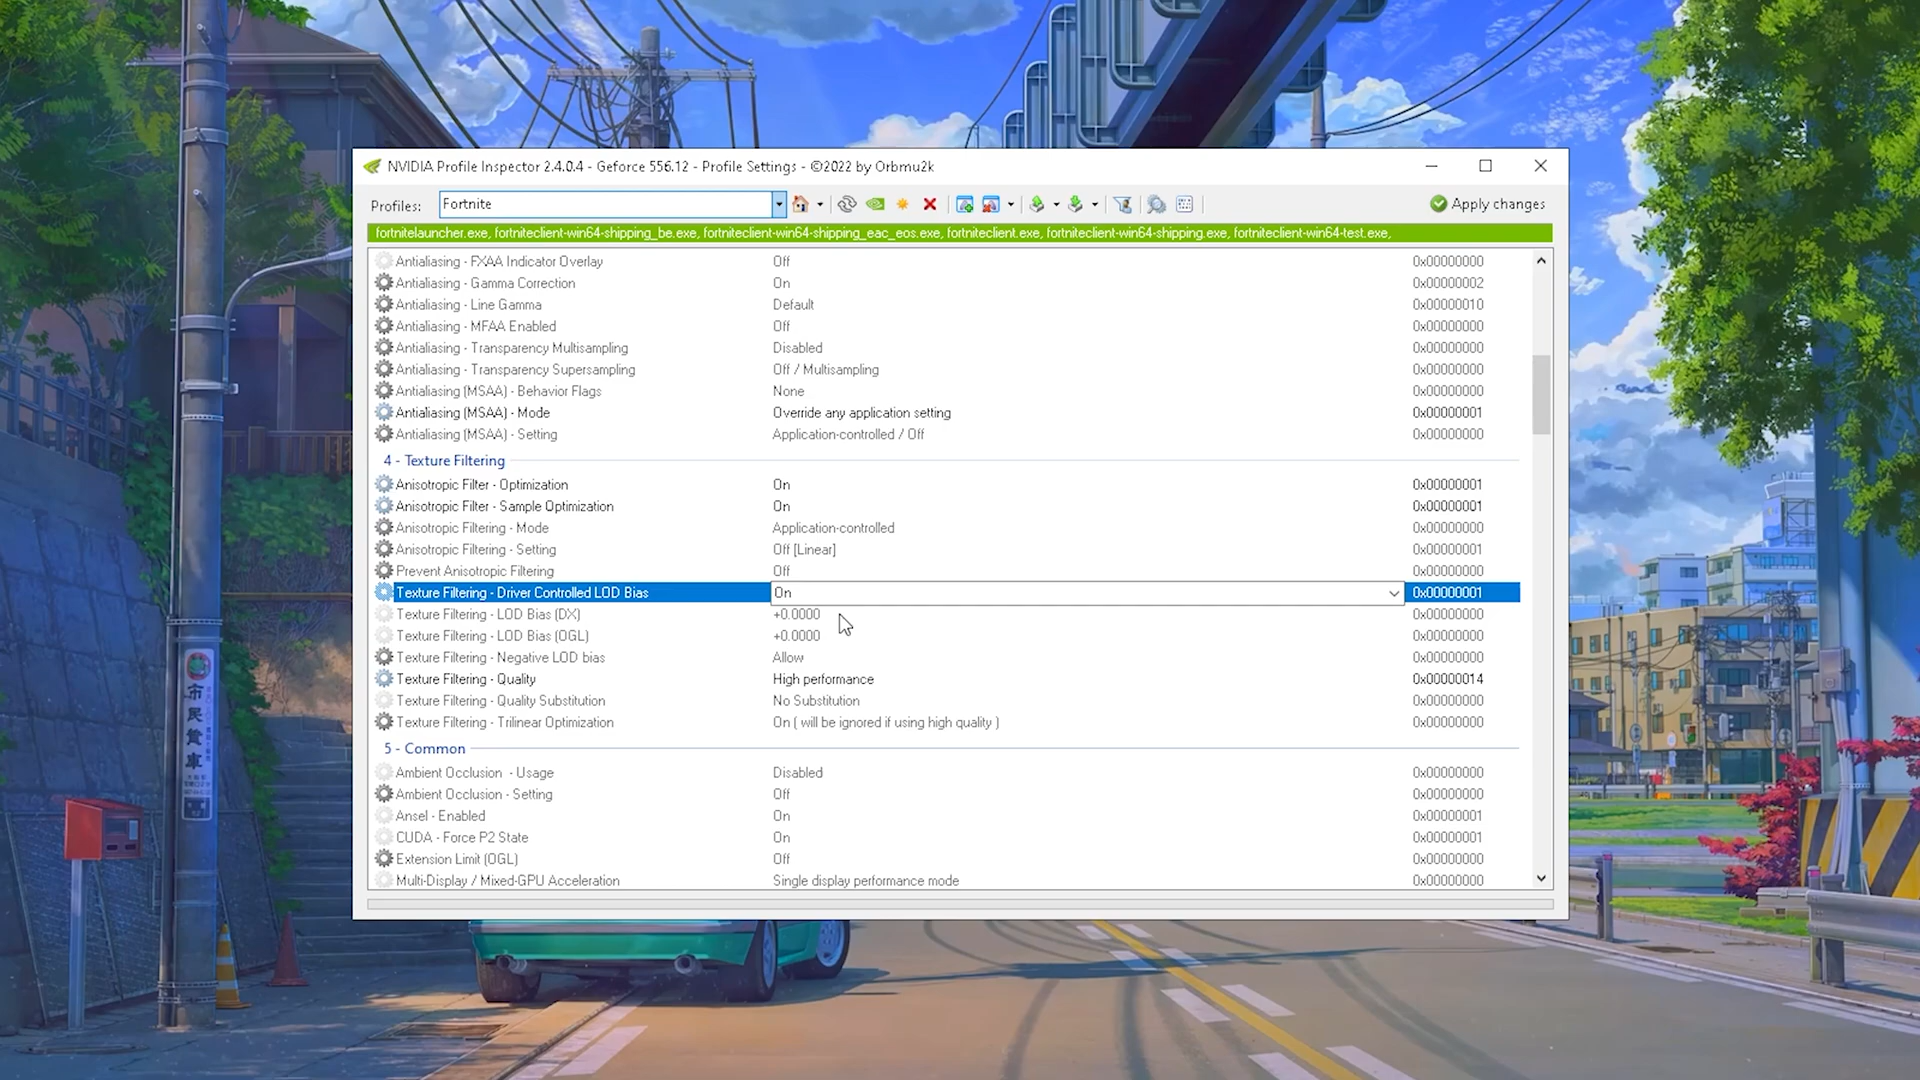 NVIDIA Profile Inspector 2.4.0.4 - Geforce 556.12 - Profile Settings - ©2022 by Orbmu2k
Profiles: Fortnite Apply changes
fortnitelauncher.exe, fortniteclient-win64-shipping_be.exe, fortniteclient-win64-shipping_eac_eos.exe, fortniteclient.exe, fortniteclient-win64-shipping.exe, fortniteclient-win64-test.exe,
Antialiasing - FXAA Indicator Overlay Off 0x00000000
Antialiasing - Gamma Correction On 0x00000002
Antialiasing - Line Gamma Default 0x00000010
Antialiasing - MFAA Enabled Off 0x00000000
Antialiasing - Transparency Multisampling Disabled 0x00000000
Antialiasing - Transparency Supersampling Off / Multisampling 0x00000000
Antialiasing (MSAA) - Behavior Flags None 0x00000000
Antialiasing (MSAA) - Mode Override any application setting 0x00000001
Antialiasing (MSAA) - Setting Application-controlled / Off 0x00000000
4 - Texture Filtering
Anisotropic Filter - Optimization On 0x00000001
Anisotropic Filter - Sample Optimization On 0x00000001
Anisotropic Filtering - Mode Application-controlled 0x00000000
Anisotropic Filtering - Setting Off [Linear] 0x00000001
Prevent Anisotropic Filtering Off 0x00000000
Texture Filtering - Driver Controlled LOD Bias On 0x00000001
Texture Filtering - LOD Bias (DX) +0.0000 0x00000000
Texture Filtering - LOD Bias (OGL) +0.0000 0x00000000
Texture Filtering - Negative LOD bias Allow 0x00000000
Texture Filtering - Quality High performance 0x00000014
Texture Filtering - Quality Substitution No Substitution 0x00000000
Texture Filtering - Trilinear Optimization On ( will be ignored if using high quality ) 0x00000000
5 - Common
Ambient Occlusion - Usage Disabled 0x00000000
Ambient Occlusion - Setting Off 0x00000000
Ansel - Enabled On 0x00000001
CUDA - Force P2 State On 0x00000001
Extension Limit (OGL) Off 0x00000000
Multi-Display / Mixed-GPU Acceleration Single display performance mode 0x00000000
市民